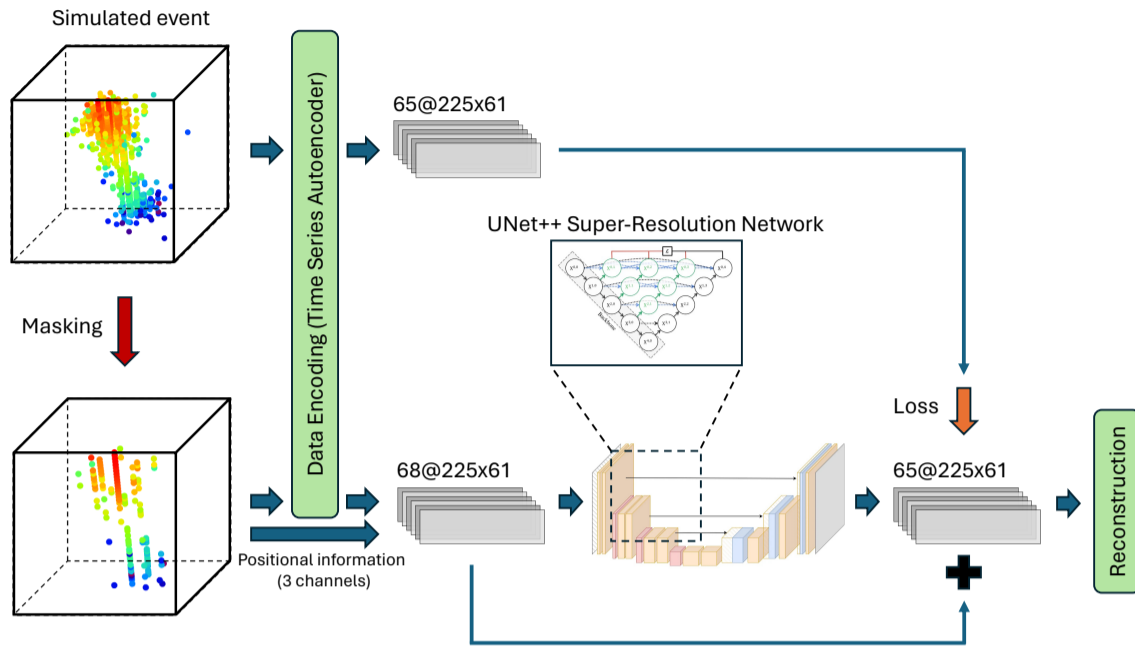 Simulated event
Data Encoding (Time Series Autoencoder)
65@225x61
UNet++ Super-Resolution Network
Backbone
Masking
Loss
Reconstruction
68@225x61
65@225x61
Positional information
(3 channels)